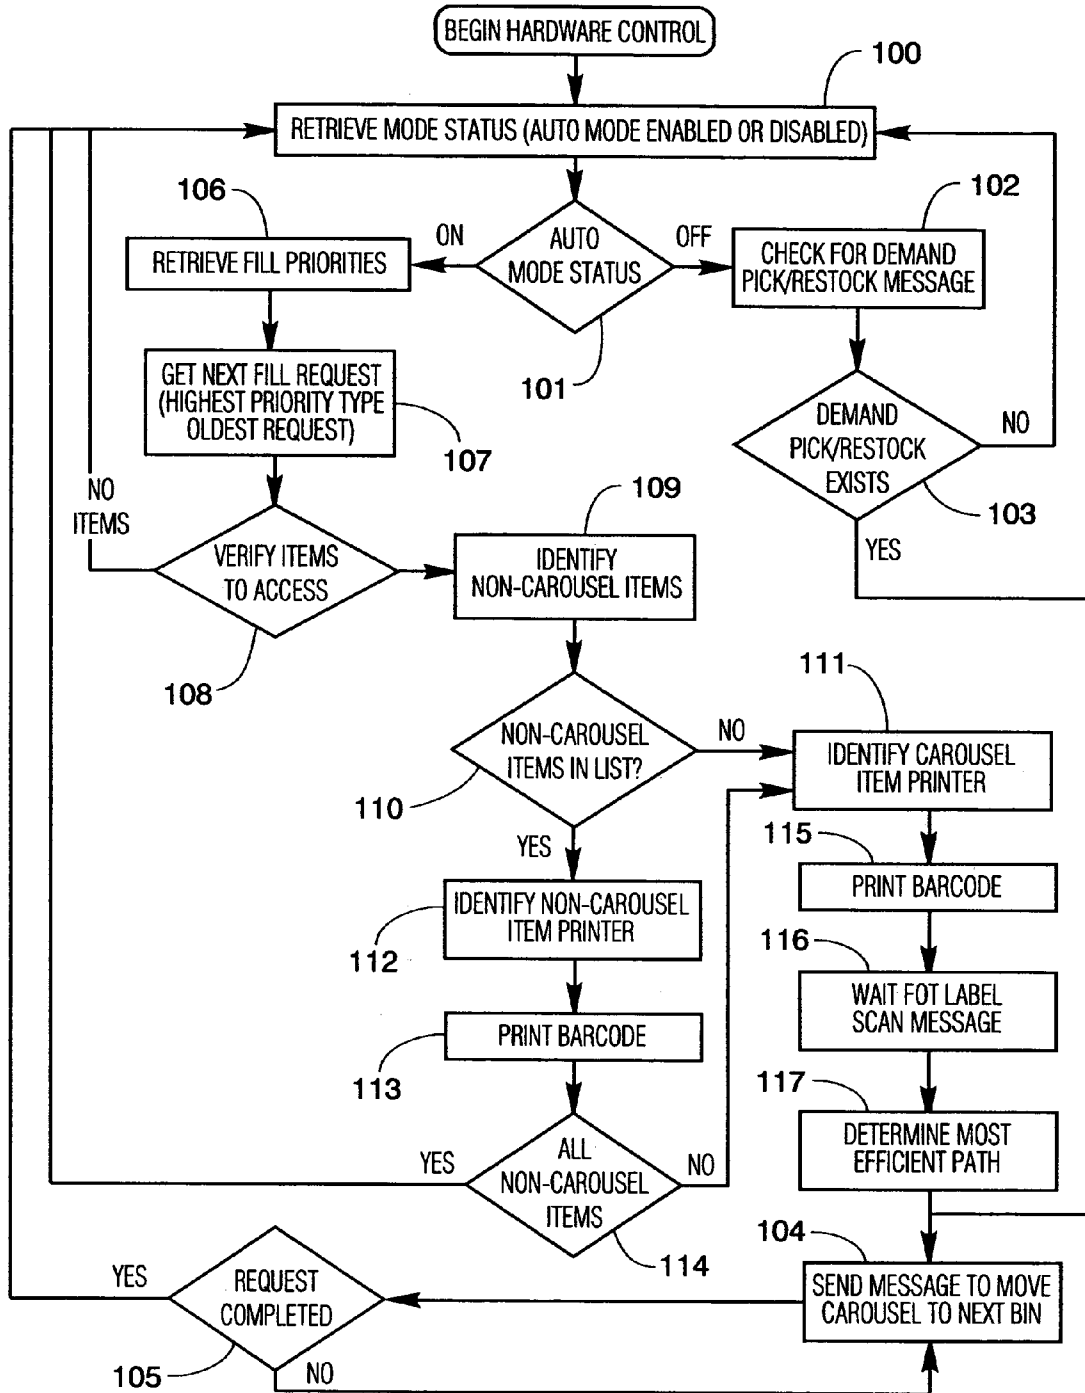 BEGIN HARDWARE CONTROL
100
RETRIEVE MODE STATUS (AUTO MODE ENABLED OR DISABLED)
106
102
ON
AUTO
MODE STATUS
OFF
RETRIEVE FILL PRIORITIES
CHECK FOR DEMAND
PICK/RESTOCK MESSAGE
101
GET NEXT FILL REQUEST
(HIGHEST PRIORITY TYPE
OLDEST REQUEST)
107
DEMAND
PICK/RESTOCK
EXISTS
NO
103
YES
NO
ITEMS
109
VERIFY ITEMS
TO ACCESS
IDENTIFY
NON-CAROUSEL ITEMS
108
111
NON-CAROUSEL
ITEMS IN LIST?
NO
IDENTIFY CAROUSEL
ITEM PRINTER
110
YES
115
IDENTIFY NON-CAROUSEL
ITEM PRINTER
PRINT BARCODE
112
116
WAIT FOT LABEL
SCAN MESSAGE
PRINT BARCODE
113
117
DETERMINE MOST
EFFICIENT PATH
YES
ALL
NON-CAROUSEL
ITEMS
NO
114
104
YES
REQUEST
COMPLETED
SEND MESSAGE TO MOVE
CAROUSEL TO NEXT BIN
105
NO